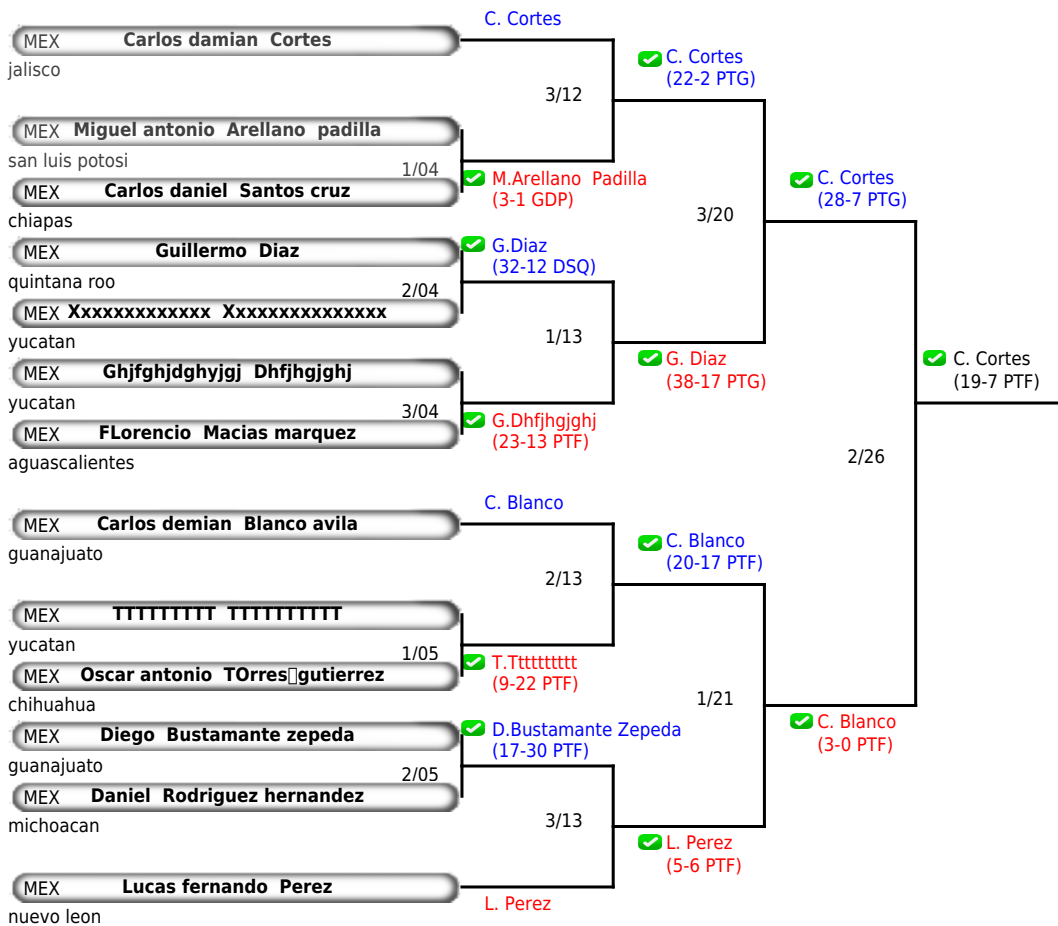 C. Cortes
MEX Carlos damian Cortes
jalisco
C. Cortes
(22-2 PTG)
3/12
MEX Miguel antonio Arellano padilla
san luis potosi
1/04
M.Arellano Padilla
(3-1 GDP)
MEX Carlos daniel Santos cruz
chiapas
C. Cortes
(28-7 PTG)
3/20
MEX Guillermo Diaz
quintana roo
G.Diaz
(32-12 DSQ)
2/04
MEX Xxxxxxxxxxxxx Xxxxxxxxxxxxxxx
yucatan
1/13
G. Diaz
(38-17 PTG)
MEX Ghjfghjdghyjgj Dhfjhgjghj
yucatan
3/04
G.Dhfjhgjghj
(23-13 PTF)
MEX FLorencio Macias marquez
aguascalientes
C. Cortes
(19-7 PTF)
2/26
C. Blanco
MEX Carlos demian Blanco avila
guanajuato
C. Blanco
(20-17 PTF)
2/13
MEX TTTTTTTTT TTTTTTTTTT
yucatan
1/05
T.Tttttttttt
(9-22 PTF)
MEX Oscar antonio TOrres▯gutierrez
chihuahua
1/21
C. Blanco
(3-0 PTF)
MEX Diego Bustamante zepeda
guanajuato
D.Bustamante Zepeda
(17-30 PTF)
2/05
MEX Daniel Rodriguez hernandez
michoacan
3/13
L. Perez
(5-6 PTF)
MEX Lucas fernando Perez
nuevo leon
L. Perez